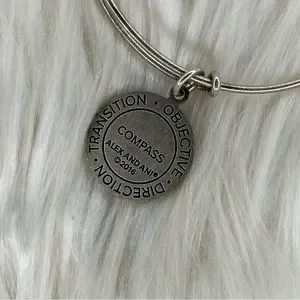 TRANSITION · OBJECTIVE · DIRECTION ·
COMPASS
ALEX AND ANI®
©2016